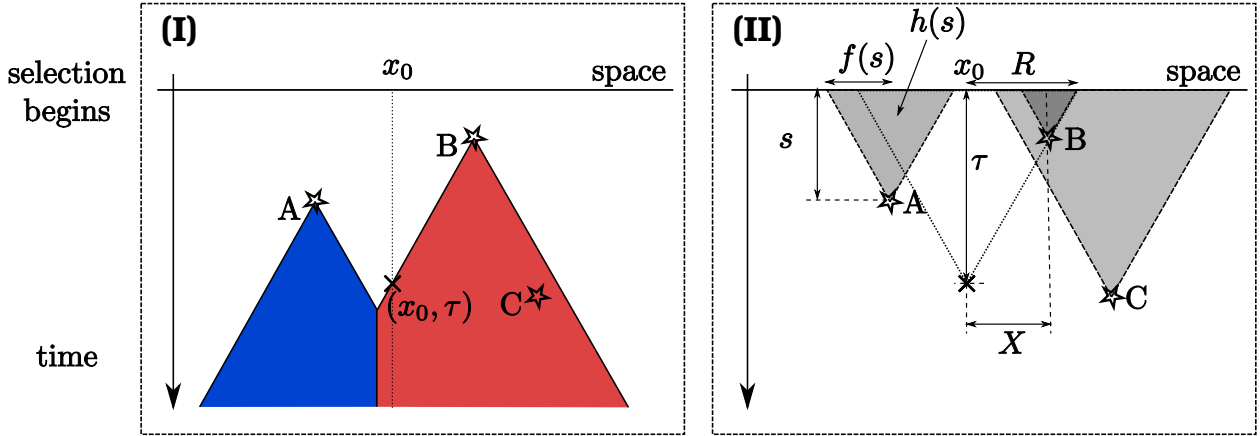 (I)
selection
begins
x₀
space
B
A
(x₀, τ)
C
time
(II)
h(s)
f(s)
x₀
R
space
s
τ
B
A
C
X